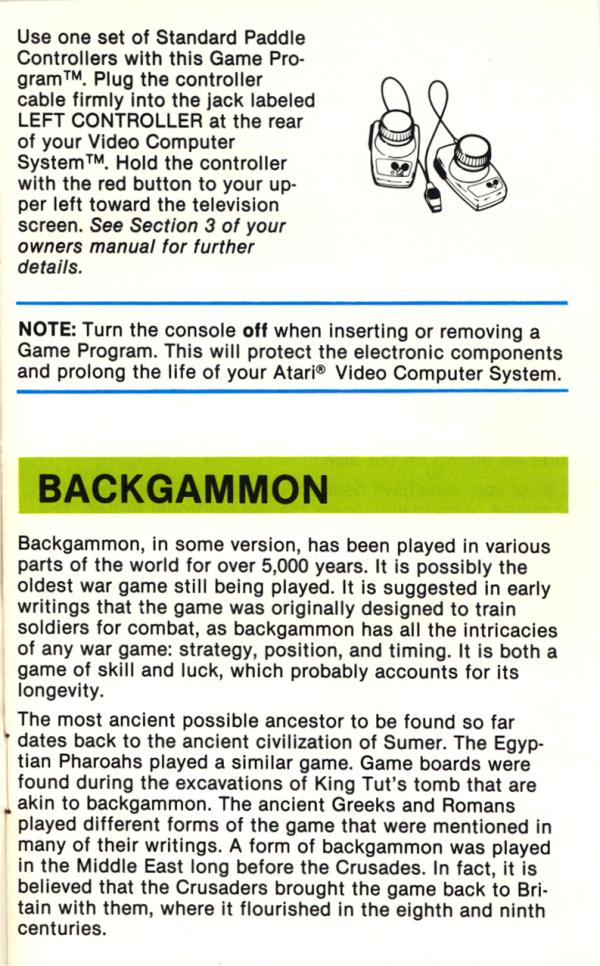 Use one set of Standard Paddle
Controllers with this Game Pro-
gram™. Plug the controller
cable firmly into the jack labeled
LEFT CONTROLLER at the rear
of your Video Computer
System™. Hold the controller
with the red button to your up-
per left toward the television
screen. See Section 3 of your
owners manual for further
details.
NOTE: Turn the console off when inserting or removing a
Game Program. This will protect the electronic components
and prolong the life of your Atari® Video Computer System.
BACKGAMMON
Backgammon, in some version, has been played in various
parts of the world for over 5,000 years. It is possibly the
oldest war game still being played. It is suggested in early
writings that the game was originally designed to train
soldiers for combat, as backgammon has all the intricacies
of any war game: strategy, position, and timing. It is both a
game of skill and luck, which probably accounts for its
longevity.
The most ancient possible ancestor to be found so far
dates back to the ancient civilization of Sumer. The Egyp-
tian Pharoahs played a similar game. Game boards were
found during the excavations of King Tut's tomb that are
akin to backgammon. The ancient Greeks and Romans
played different forms of the game that were mentioned in
many of their writings. A form of backgammon was played
in the Middle East long before the Crusades. In fact, it is
believed that the Crusaders brought the game back to Bri-
tain with them, where it flourished in the eighth and ninth
centuries.